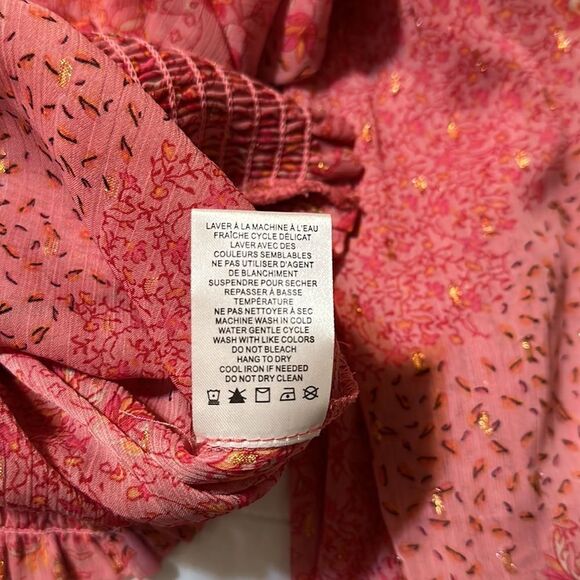 LAVER À LA MACHINE À L'EAU
FRAÎCHE CYCLE DÉLICAT
LAVER AVEC DES
COULEURS SEMBLABLES
NE PAS UTILISER D'AGENT
DE BLANCHIMENT
SUSPENDRE POUR SECHER
REPASSER À BASSE
TEMPÉRATURE
NE PAS NETTOYER À SEC
MACHINE WASH IN COLD
WATER GENTLE CYCLE
WASH WITH LIKE COLORS
DO NOT BLEACH
HANG TO DRY
COOL IRON IF NEEDED
DO NOT DRY CLEAN